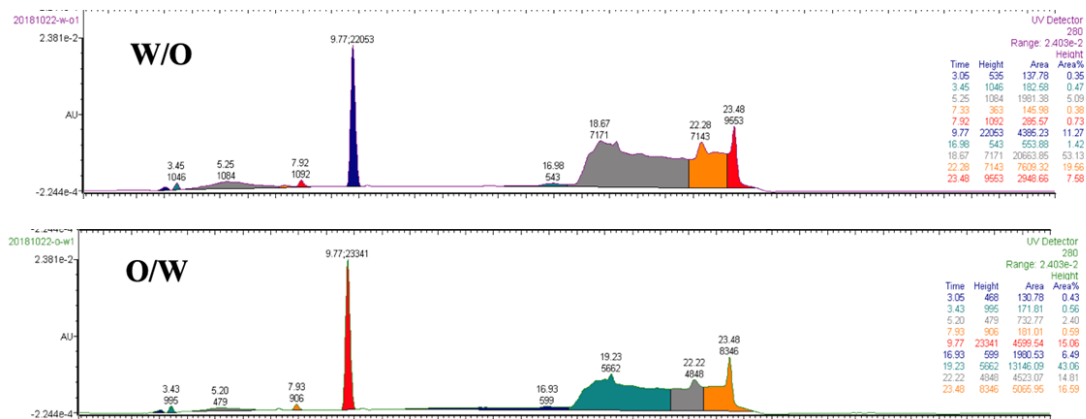 20181022-w-o1
UV Detector
280
Range: 2.403e-2
Height
2.381e-2
AU
-2.244e-4
W/O
3.45
1046
5.25
1084
7.92
1092
9.77;22053
16.98
543
18.67
7171
22.28
7143
23.48
9553
Time Height Area Area%
3.05 535 137.78 0.35
3.45 1046 182.58 0.47
5.25 1084 1981.38 5.09
7.33 363 145.98 0.38
7.92 1092 285.57 0.73
9.77 22053 4385.23 11.27
16.98 543 553.88 1.42
18.67 7171 20663.85 53.13
22.28 7143 7609.32 19.56
23.48 9553 2948.66 7.58
20181022-o-w1
UV Detector
280
Range: 2.403e-2
Height
2.381e-2
AU
-2.244e-4
O/W
3.43
995
5.20
479
7.93
906
9.77;23341
16.93
599
19.23
5662
22.22
4848
23.48
8346
Time Height Area Area%
3.05 468 130.78 0.43
3.43 995 171.81 0.56
5.20 479 732.77 2.40
7.93 906 181.01 0.59
9.77 23341 4599.54 15.06
16.93 599 1980.53 6.49
19.23 5662 13146.09 43.06
22.22 4848 4523.07 14.81
23.48 8346 5065.95 16.59